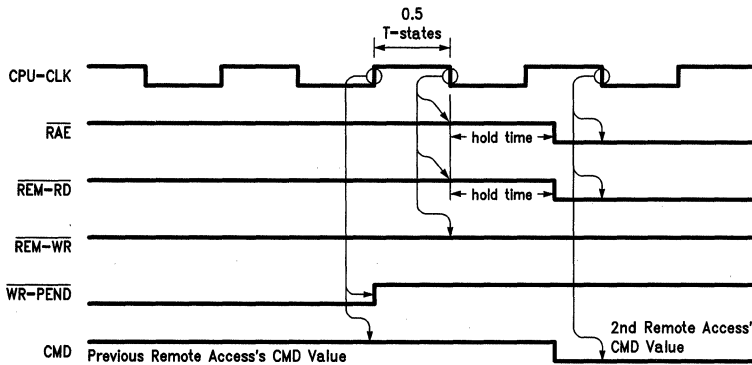 0.5
T-states
CPU-CLK
RAE
hold time
REM-RD
hold time
REM-WR
WR-PEND
2nd Remote Access'
CMD Value
CMD
Previous Remote Access's CMD Value